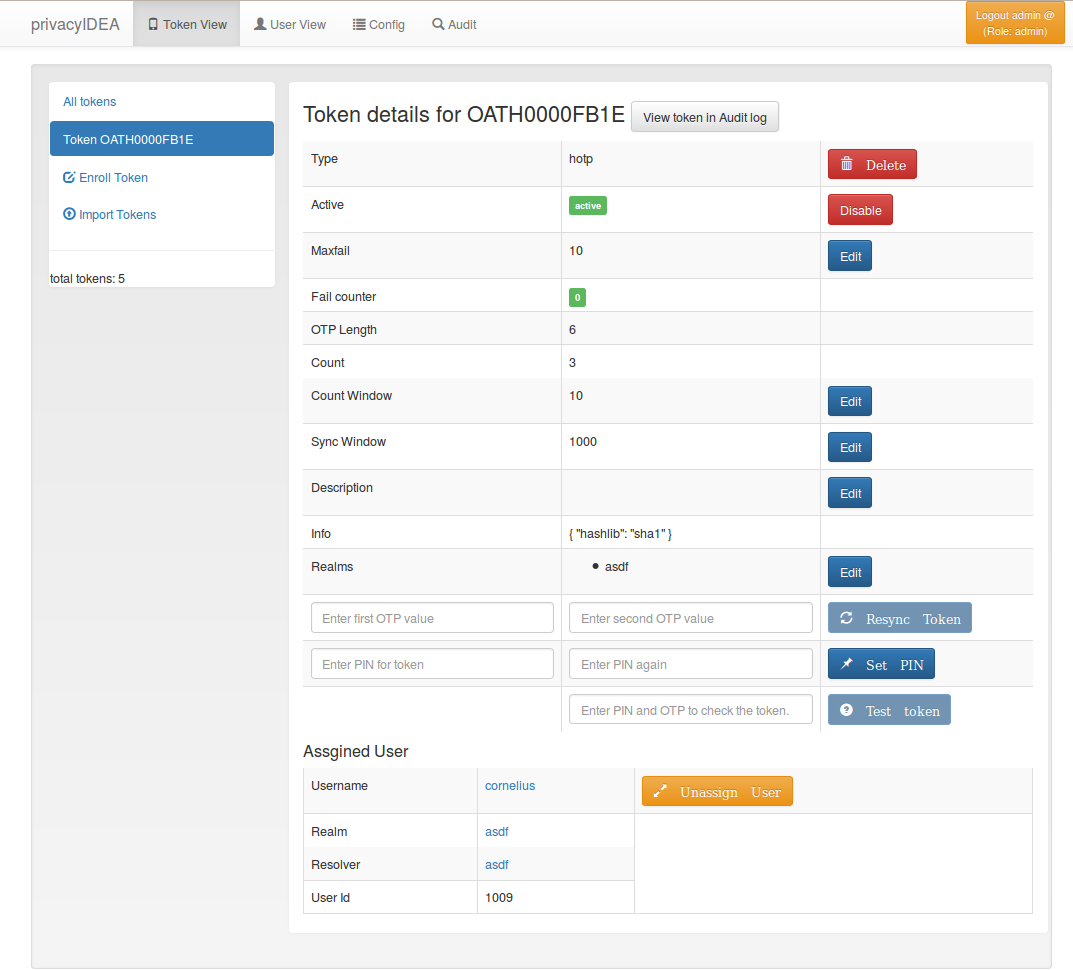 privacyIDEA
Token View
User View
Config
Audit
Logout admin @
(Role: admin)
All tokens
Token OATH0000FB1E
Enroll Token
Import Tokens
total tokens: 5
Token details for OATH0000FB1E
View token in Audit log
Type hotp Delete
Active active Disable
Maxfail 10 Edit
Fail counter 0
OTP Length 6
Count 3
Count Window 10 Edit
Sync Window 1000 Edit
Description Edit
Info { "hashlib": "sha1" }
Realms asdf Edit
Enter first OTP value Enter second OTP value Resync Token
Enter PIN for token Enter PIN again Set PIN
Enter PIN and OTP to check the token. Test token
Assgined User
Username cornelius Unassign User
Realm asdf
Resolver asdf
User Id 1009